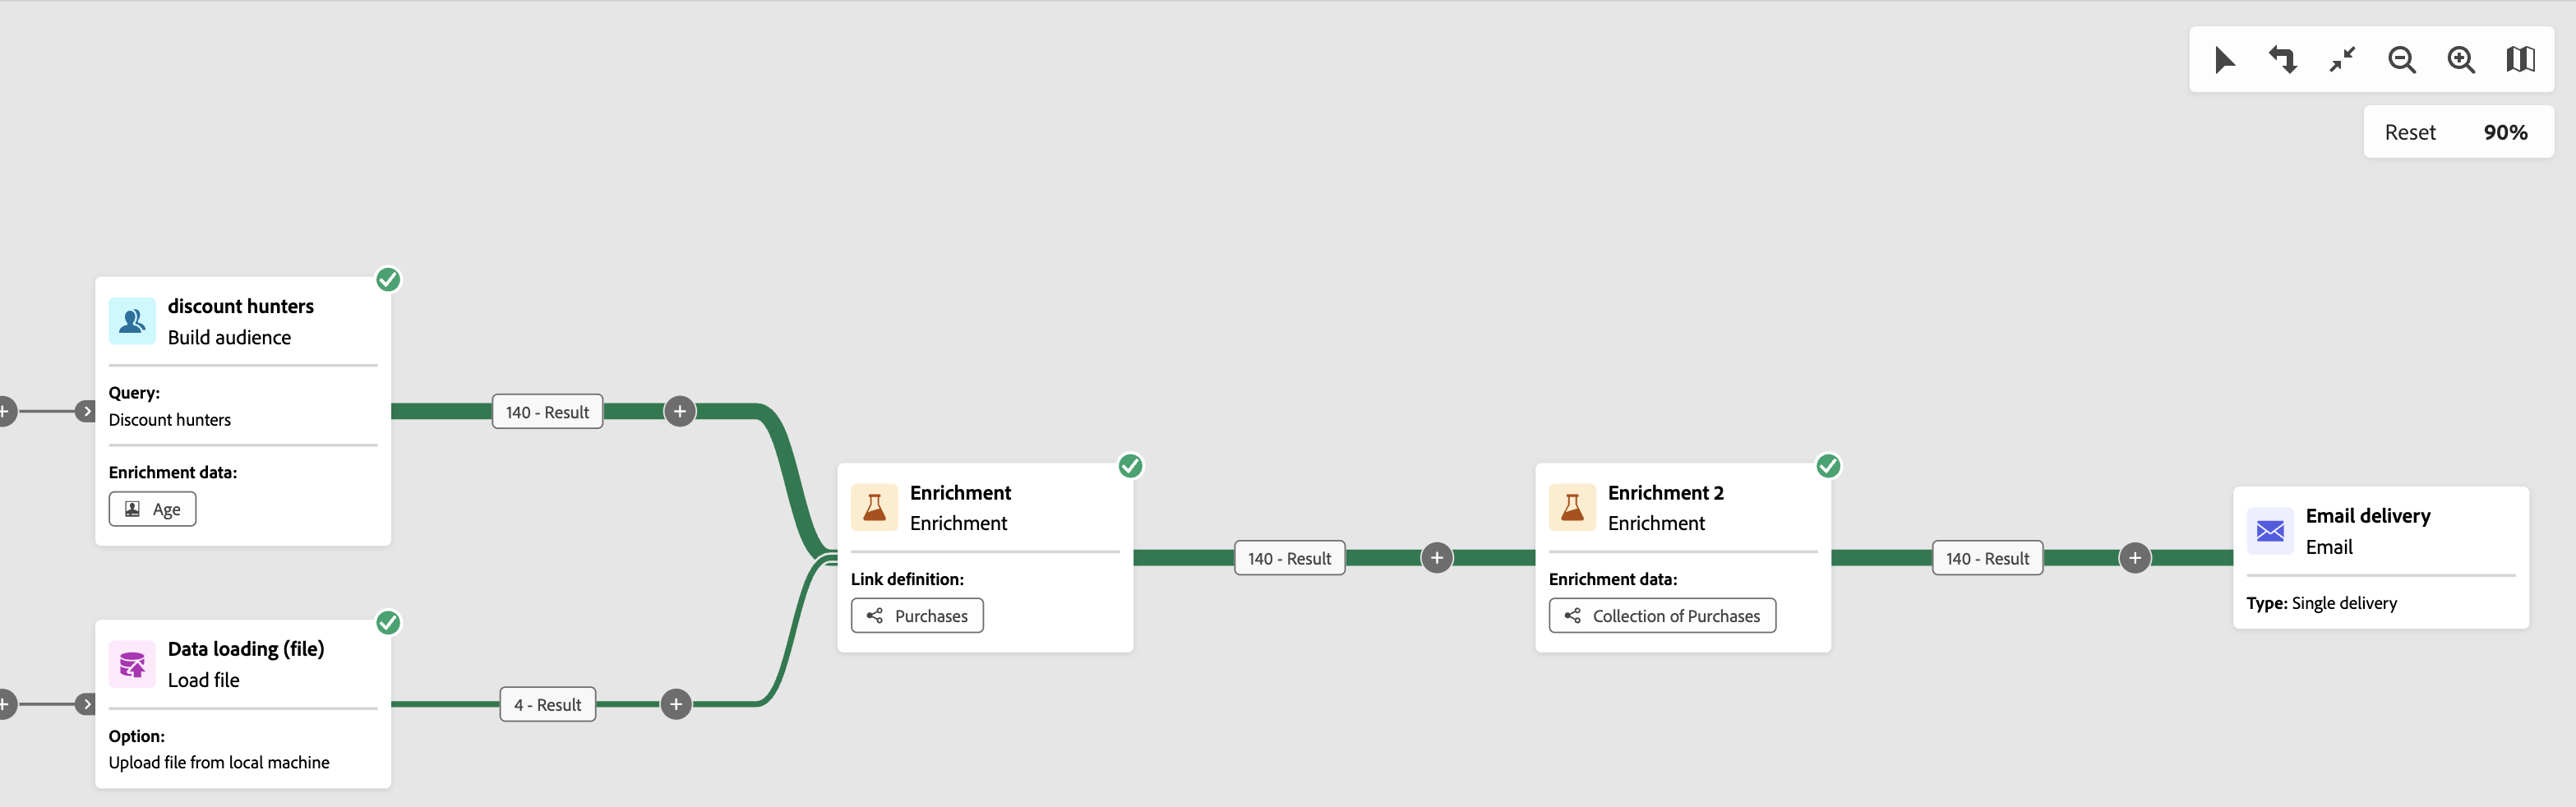 Reset 90%
discount hunters
Build audience
Query:
Discount hunters
Enrichment data:
Age
140 - Result
Data loading (file)
Load file
Option:
Upload file from local machine
4 - Result
Enrichment
Enrichment
Link definition:
Purchases
140 - Result
Enrichment 2
Enrichment
Enrichment data:
Collection of Purchases
140 - Result
Email delivery
Email
Type: Single delivery